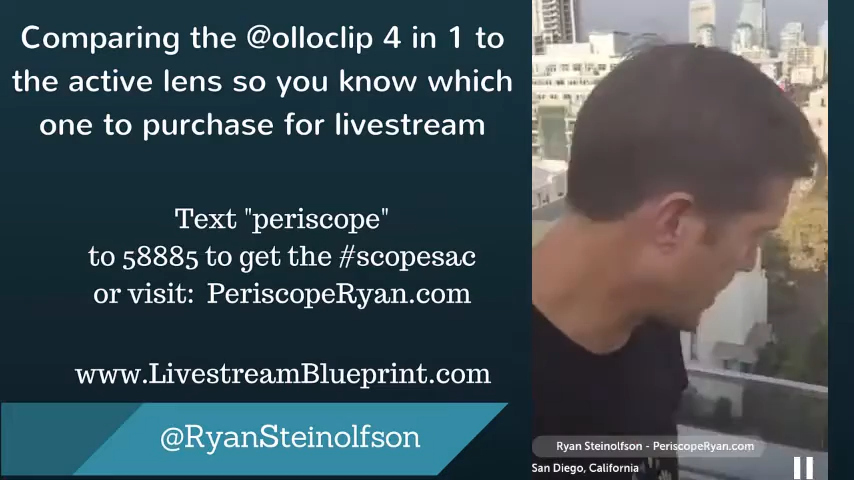 Comparing the @olloclip 4 in 1 to
the active lens so you know which
one to purchase for livestream
Text "periscope"
to 58885 to get the #scopesac
or visit: PeriscopeRyan.com
www.LivestreamBlueprint.com
@RyanSteinolfson
Ryan Steinolfson - PeriscopeRyan.com
San Diego, California